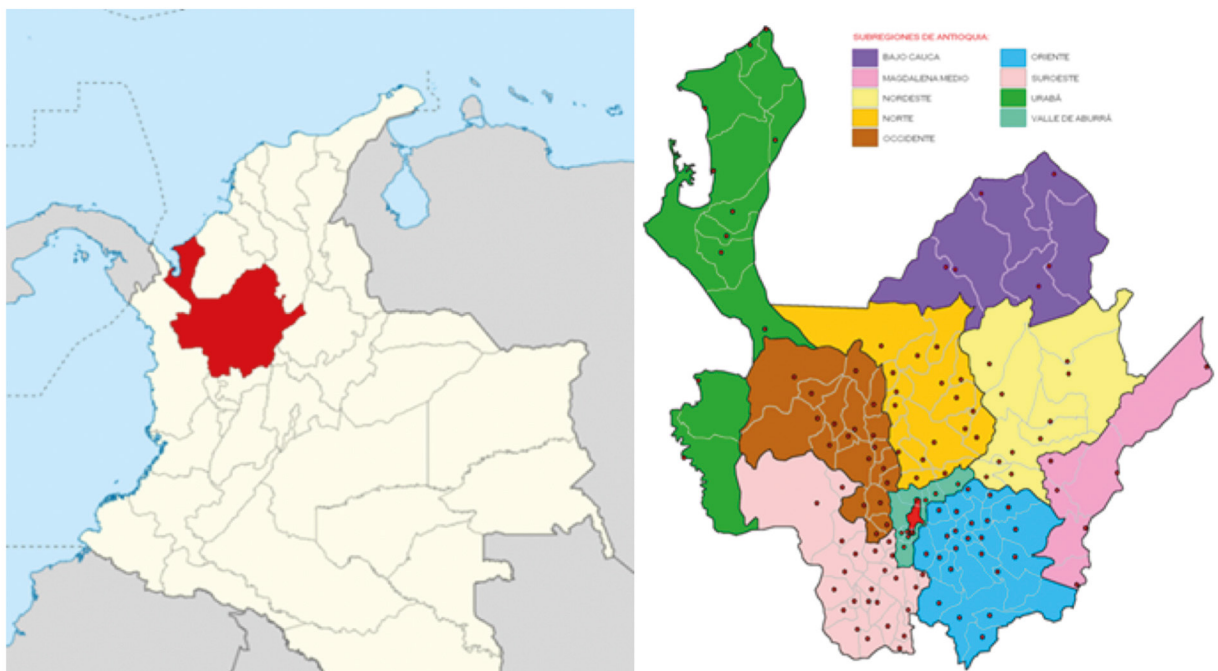 SUBREGIONES DE ANTIOQUIA:
BAJO CAUCA
MAGDALENA MEDIO
NORDESTE
NORTE
OCCIDENTE
ORIENTE
SUROESTE
URABÁ
VALLE DE ABURRÁ